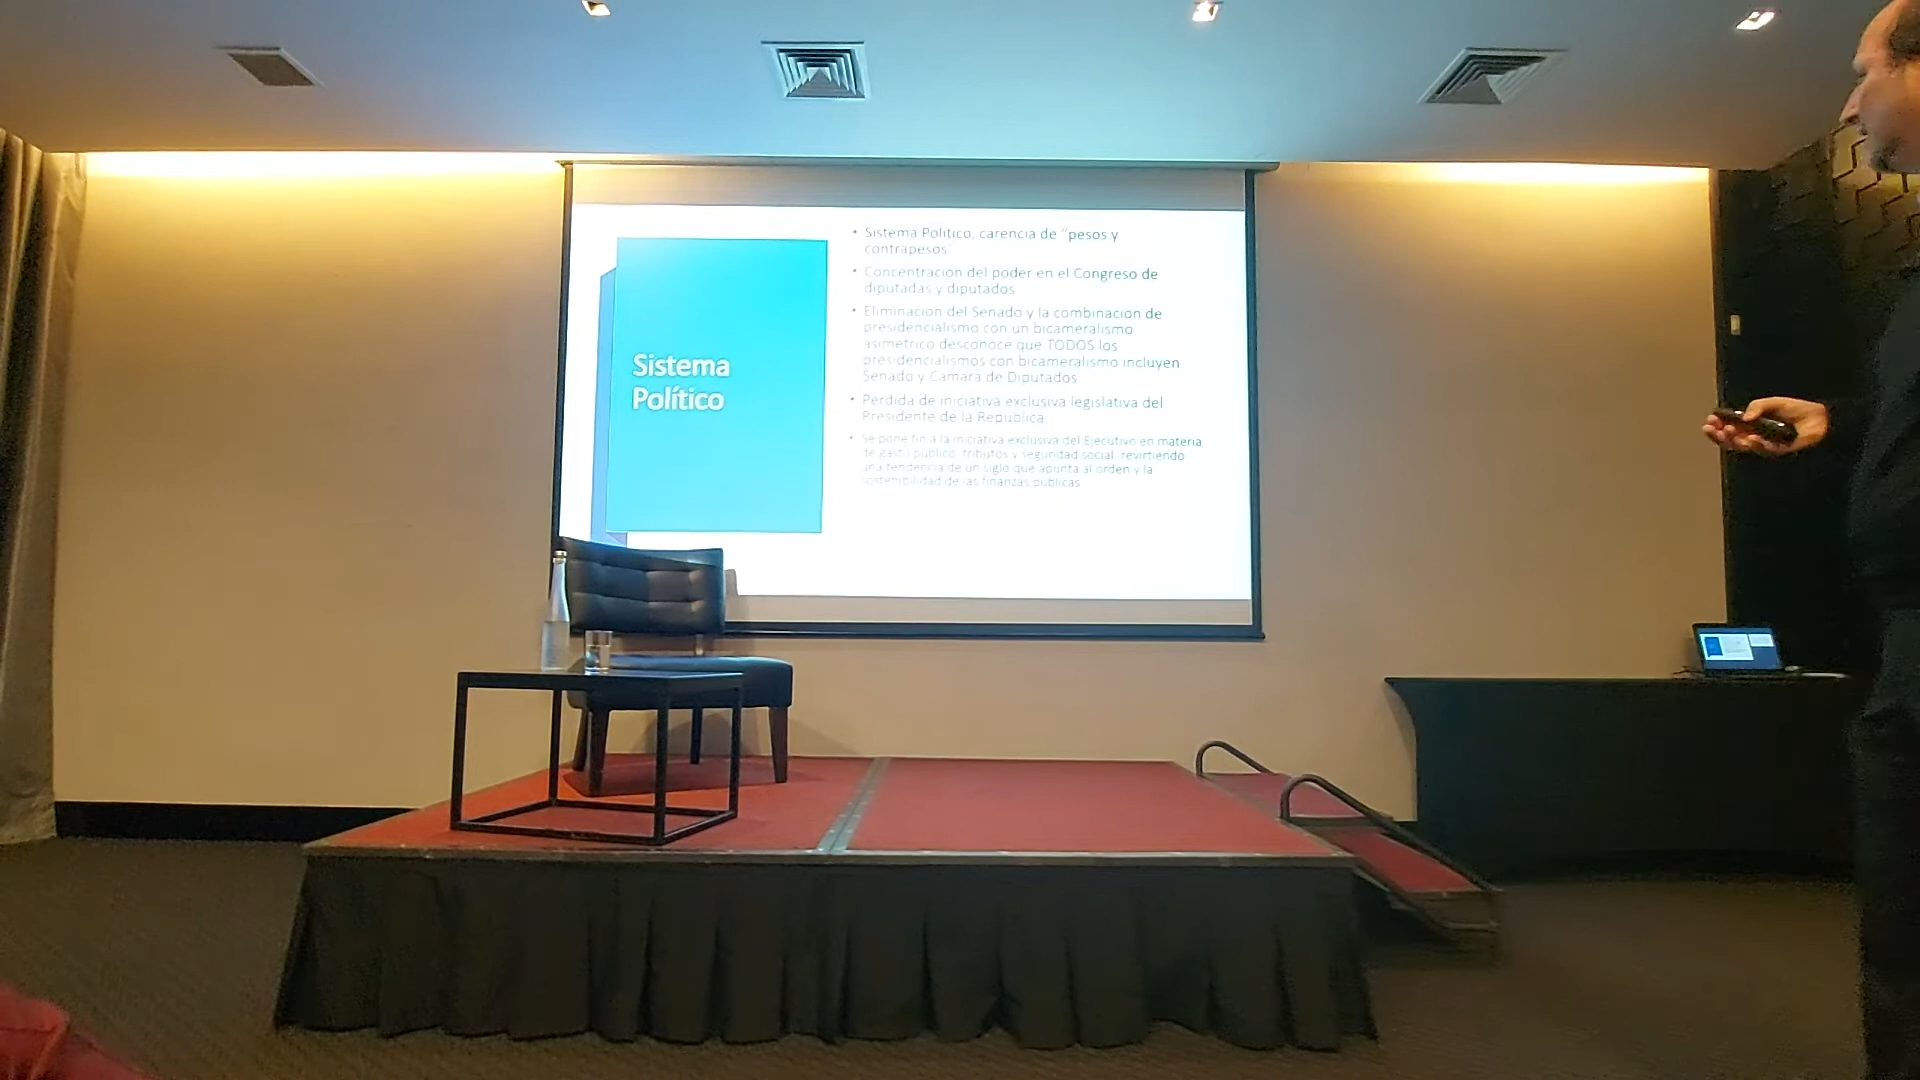 Sistema
Político
• Sistema Político, carencia de "pesos y
contrapesos"
• Concentración del poder en el Congreso de
diputadas y diputados
• Eliminación del Senado y la combinación de
presidencialismo con un bicameralismo
asimétrico desconoce que TODOS los
presidencialismos con bicameralismo incluyen
Senado y Cámara de Diputados
• Perdida de iniciativa exclusiva legislativa del
Presidente de la República
• Se pone fin a la iniciativa exclusiva del Ejecutivo en materia
de gasto público, tributos y seguridad social, revirtiendo
una tendencia de un siglo que apunta al orden y la
sostenibilidad de las finanzas públicas